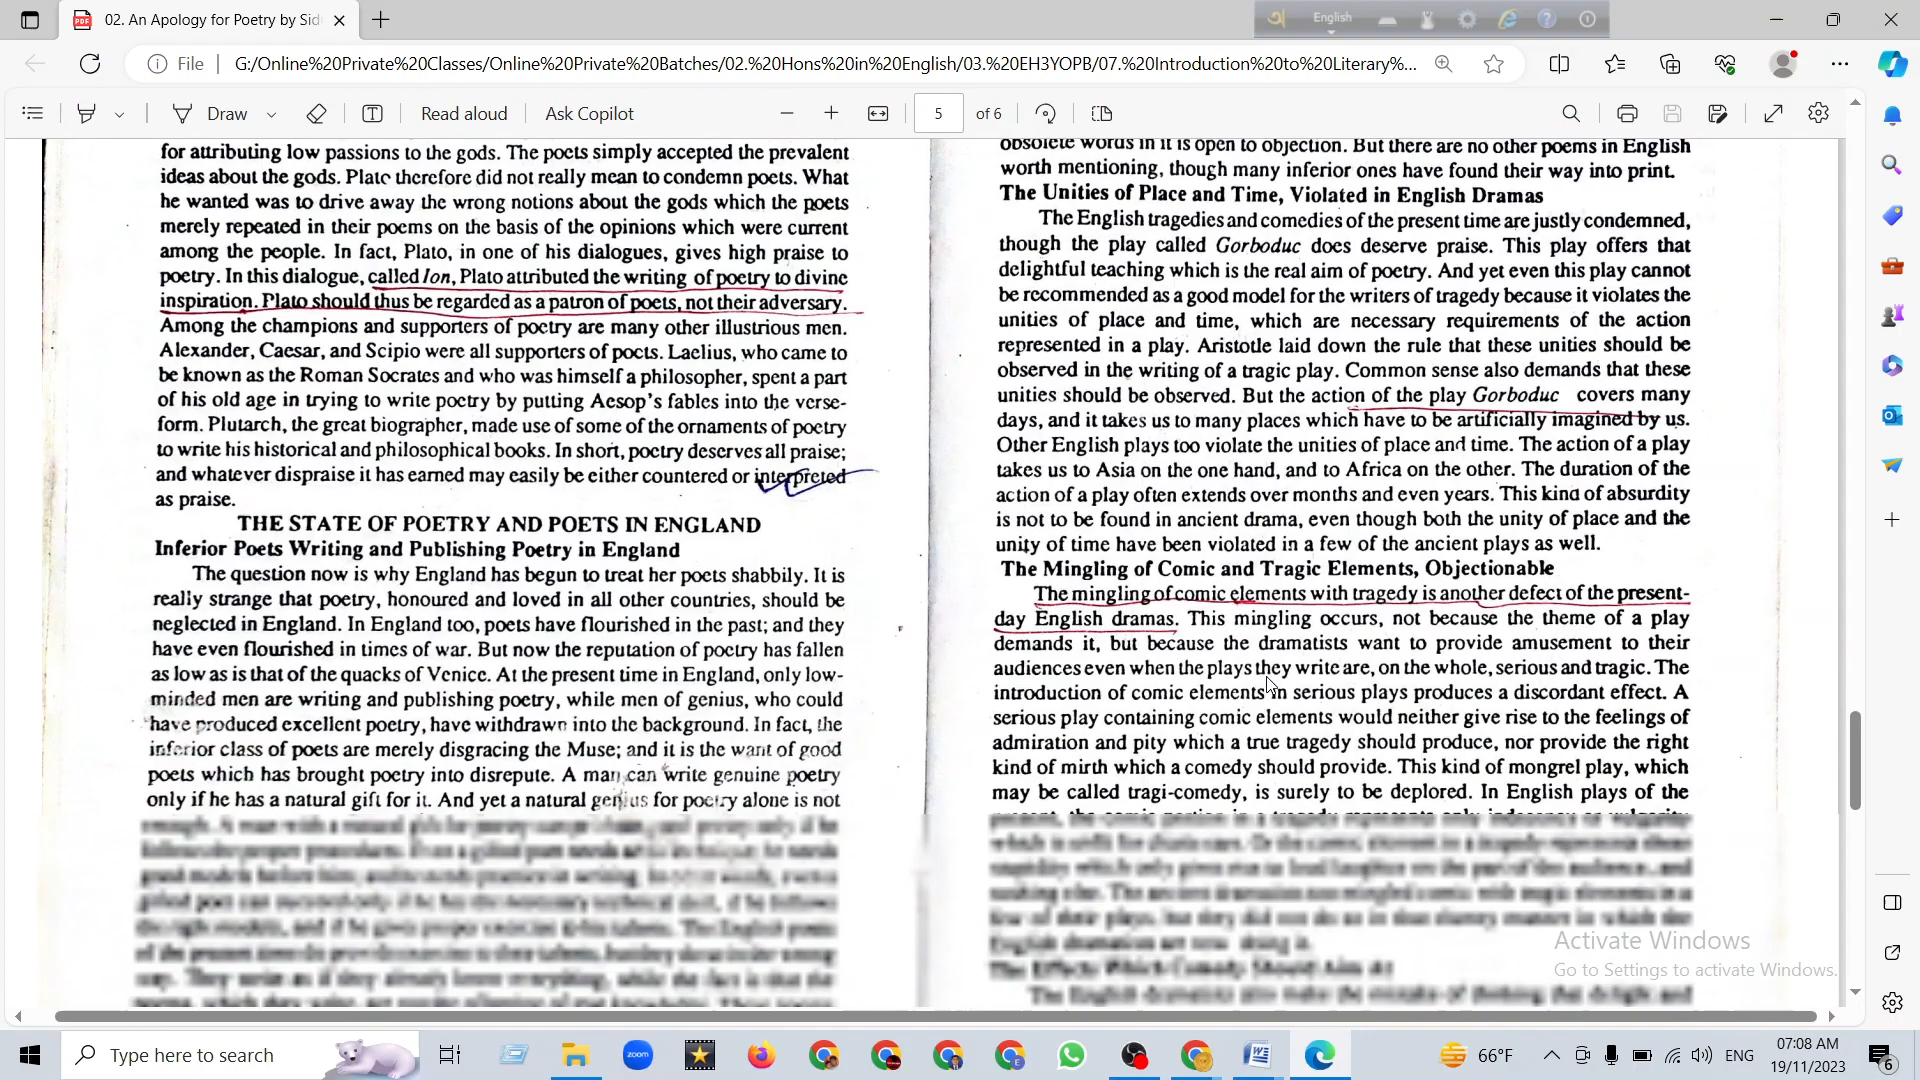 02. An Apology for Poetry by Sid
English
File
G:/Online%20Private%20Classes/Online%20Private%20Batches/02.%20Hons%20in%20English/03.%20EH3YOPB/07.%20Introduction%20to%20Literary%...
Draw
Read aloud
Ask Copilot
5
of 6
for attributing low passions to the gods. The poets simply accepted the prevalent
ideas about the gods. Plato therefore did not really mean to condemn poets. What
he wanted was to drive away the wrong notions about the gods which the poets
merely repeated in their poems on the basis of the opinions which were current
among the people. In fact, Plato, in one of his dialogues, gives high praise to
poetry. In this dialogue, called Ion, Plato attributed the writing of poetry to divine
inspiration. Plato should thus be regarded as a patron of poets, not their adversary.
Among the champions and supporters of poetry are many other illustrious men.
Alexander, Caesar, and Scipio were all supporters of poets. Laelius, who came to
be known as the Roman Socrates and who was himself a philosopher, spent a part
of his old age in trying to write poetry by putting Aesop's fables into the verse-
form. Plutarch, the great biographer, made use of some of the ornaments of poetry
to write his historical and philosophical books. In short, poetry deserves all praise;
and whatever dispraise it has earned may easily be either countered or interpreted
as praise.
THE STATE OF POETRY AND POETS IN ENGLAND
Inferior Poets Writing and Publishing Poetry in England
The question now is why England has begun to treat her poets shabbily. It is
really strange that poetry, honoured and loved in all other countries, should be
neglected in England. In England too, poets have flourished in the past; and they
have even flourished in times of war. But now the reputation of poetry has fallen
as low as is that of the quacks of Venice. At the present time in England, only low-
minded men are writing and publishing poetry, while men of genius, who could
have produced excellent poetry, have withdrawn into the background. In fact, the
inferior class of poets are merely disgracing the Muse; and it is the want of good
poets which has brought poetry into disrepute. A man can write genuine poetry
only if he has a natural gift for it. And yet a natural genius for poetry alone is not
obsolete words in it is open to objection. But there are no other poems in English
worth mentioning, though many inferior ones have found their way into print.
The Unities of Place and Time, Violated in English Dramas
The English tragedies and comedies of the present time are justly condemned,
though the play called Gorboduc does deserve praise. This play offers that
delightful teaching which is the real aim of poetry. And yet even this play cannot
be recommended as a good model for the writers of tragedy because it violates the
unities of place and time, which are necessary requirements of the action
represented in a play. Aristotle laid down the rule that these unities should be
observed in the writing of a tragic play. Common sense also demands that these
unities should be observed. But the action of the play Gorboduc covers many
days, and it takes us to many places which have to be artificially imagined by us.
Other English plays too violate the unities of place and time. The action of a play
takes us to Asia on the one hand, and to Africa on the other. The duration of the
action of a play often extends over months and even years. This kind of absurdity
is not to be found in ancient drama, even though both the unity of place and the
unity of time have been violated in a few of the ancient plays as well.
The Mingling of Comic and Tragic Elements, Objectionable
The mingling of comic elements with tragedy is another defect of the present-
day English dramas. This mingling occurs, not because the theme of a play
demands it, but because the dramatists want to provide amusement to their
audiences even when the plays they write are, on the whole, serious and tragic. The
introduction of comic elements in serious plays produces a discordant effect. A
serious play containing comic elements would neither give rise to the feelings of
admiration and pity which a true tragedy should produce, nor provide the right
kind of mirth which a comedy should provide. This kind of mongrel play, which
may be called tragi-comedy, is surely to be deplored. In English plays of the
Activate Windows
Go to Settings to activate Windows.
Type here to search
zoom
66°F
ENG
07:08 AM
19/11/2023
6